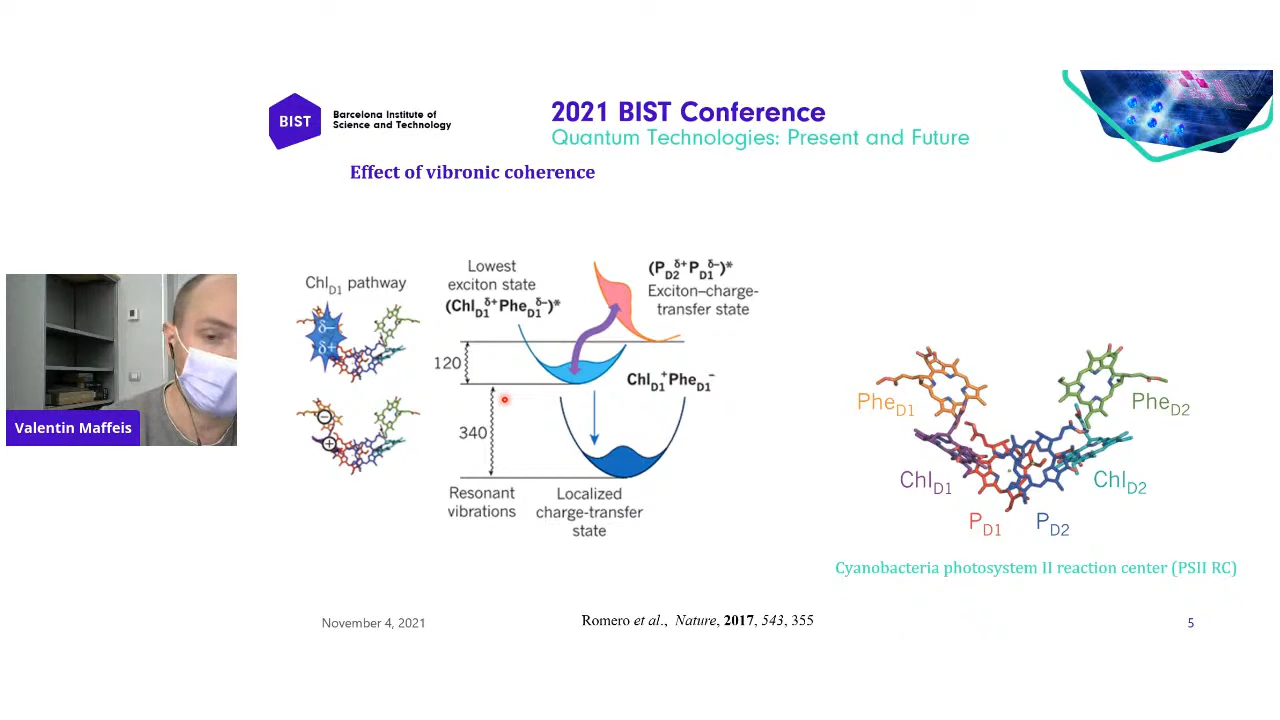 BIST
Barcelona Institute of
Science and Technology
2021 BIST Conference
Quantum Technologies: Present and Future
Effect of vibronic coherence
Chl_D1 pathway
δ–
δ+
–
+
Lowest
exciton state
(Chl_D1^δ+ Phe_D1^δ–)*
(P_D2^δ+ P_D1^δ–)*
Exciton–charge-
transfer state
120
Chl_D1^+ Phe_D1^–
340
Resonant
vibrations
Localized
charge-transfer
state
Phe_D1
Phe_D2
Chl_D1
Chl_D2
P_D1
P_D2
Cyanobacteria photosystem II reaction center (PSII RC)
Valentin Maffeis
November 4, 2021
Romero et al., Nature, 2017, 543, 355
5